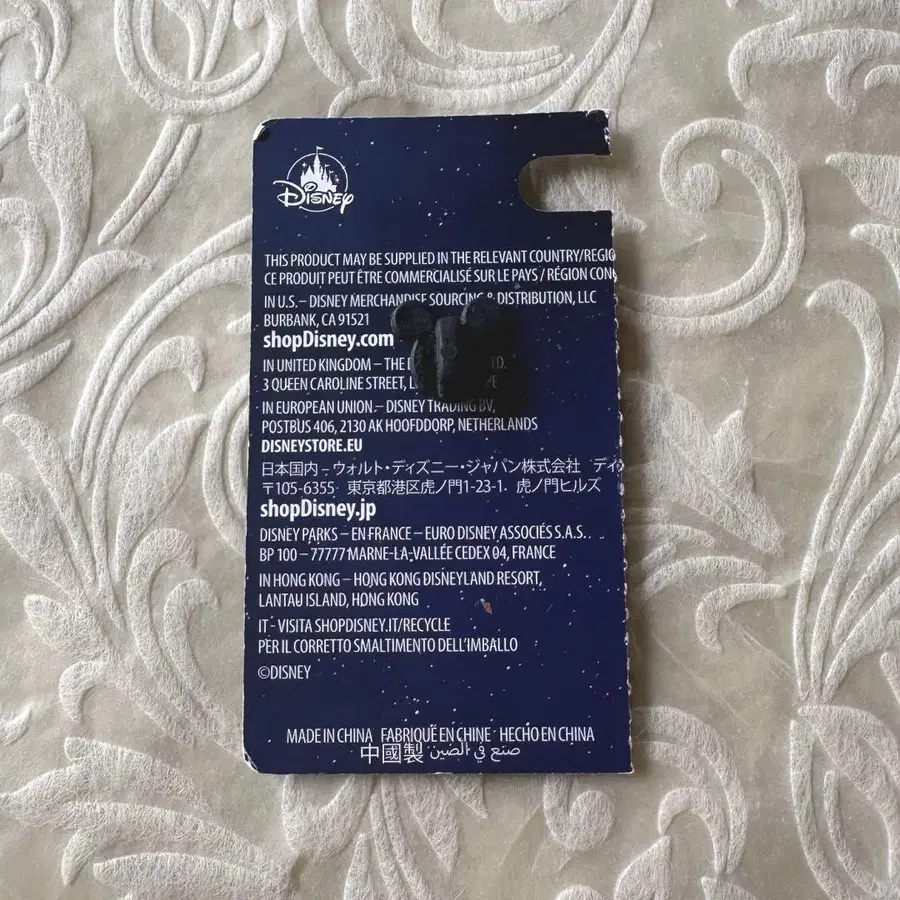 Disney
THIS PRODUCT MAY BE SUPPLIED IN THE RELEVANT COUNTRY/REGIO
CE PRODUIT PEUT ÊTRE COMMERCIALISÉ SUR LE PAYS / RÉGION CON
IN U.S. – DISNEY MERCHANDISE SOURCING & DISTRIBUTION, LLC
BURBANK, CA 91521
shopDisney.com
IN UNITED KINGDOM – THE
3 QUEEN CAROLINE STREET,
IN EUROPEAN UNION – DISNEY TRADING BV,
POSTBUS 406, 2130 AK HOOFDDORP, NETHERLANDS
DISNEYSTORE.EU
日本国内 – ウォルト・ディズニー・ジャパン株式会社 ディ
〒105-6355 東京都港区虎ノ門1-23-1. 虎ノ門ヒルズ
shopDisney.jp
DISNEY PARKS – EN FRANCE – EURO DISNEY ASSOCIÉS S.A.S..
BP 100 – 77777 MARNE-LA-VALLÉE CEDEX 04, FRANCE
IN HONG KONG – HONG KONG DISNEYLAND RESORT,
LANTAU ISLAND, HONG KONG
IT - VISITA SHOPDISNEY.IT/RECYCLE
PER IL CORRETTO SMALTIMENTO DELL'IMBALLO
©DISNEY
MADE IN CHINA FABRIQUÉ EN CHINE HECHO EN CHINA
中國製 صنع في الصين